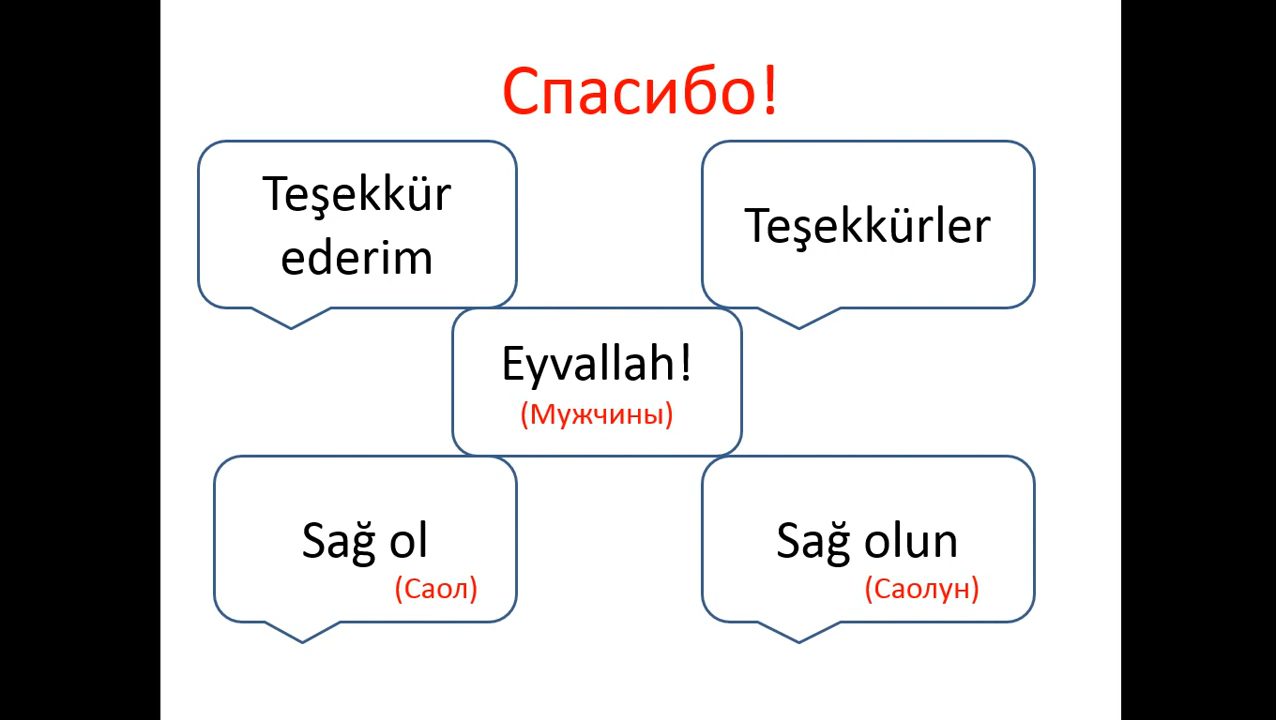 Спасибо!
Teşekkür
ederim
Teşekkürler
Eyvallah!
(Мужчины)
Sağ ol
(Саол)
Sağ olun
(Саолун)